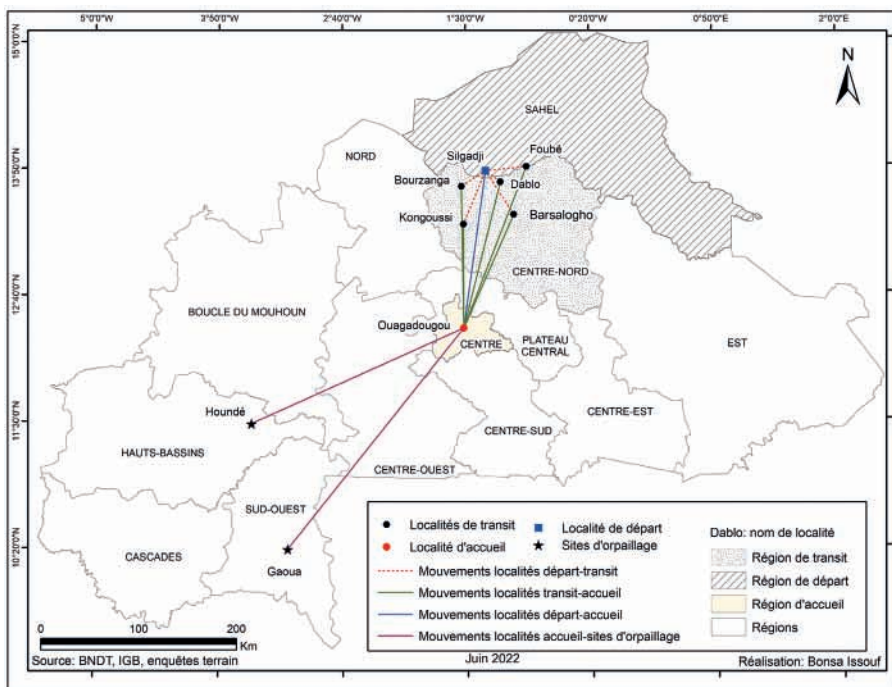 5°0'0"N 3°50'0"N 2°40'0"N 1°30'0"N 0°20'0"N 0°50'0"E 2°0'0"E
15°0'0"N
N
SAHEL
NORD
Silgadji
Foubé
13°50'0"N
Bourzanga
Dablo
Kongoussi
Barsalogho
CENTRE-NORD
12°40'0"N
BOUCLE DU MOUHOUN
Ouagadougou
CENTRE
PLATEAU
CENTRAL
EST
Houndé
11°30'0"N
CENTRE-EST
CENTRE-SUD
HAUTS-BASSINS
CENTRE-OUEST
SUD-OUEST
10°20'0"N
CASCADES
Gaoua
Localités de transit
Localité de départ
Localité d'accueil
Sites d'orpaillage
Mouvements localités départ-transit
Mouvements localités transit-accueil
Mouvements localités départ-accueil
Mouvements localités accueil-sites d'orpaillage
Dablo: nom de localité
Région de transit
Région de départ
Région d'accueil
Régions
0 100 200
Km
Source: BNDT, IGB, enquêtes terrain
Juin 2022
Réalisation: Bonsa Issouf